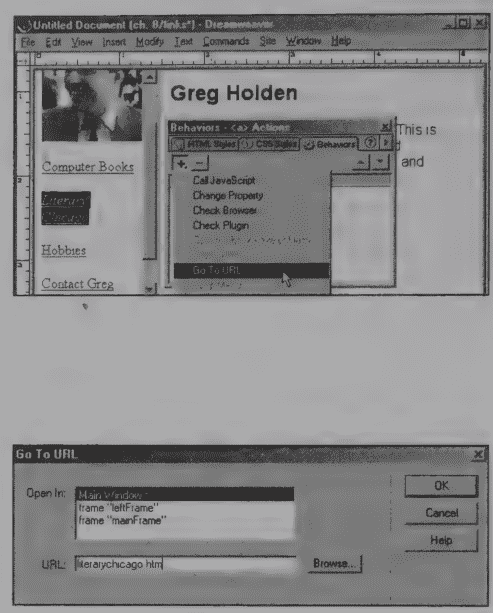 Untitled Document (ch. 8/links*) - Dreamweaver
File Edit View Insert Modify Text Commands Site Window Help
Greg Holden
Behaviors - <a> Actions
This is
HTML Styles CSS Styles Behaviors ?
and
+ -
Computer Books
Call JavaScript
Change Property
Check Browser
Check Plugin
Literary
Chicago
Hobbies
Go To URL
Contact Greg
Go To URL
Open In:
Main Window *
frame "leftFrame"
frame "mainFrame"
URL: literarychicago.htm
Browse...
OK
Cancel
Help